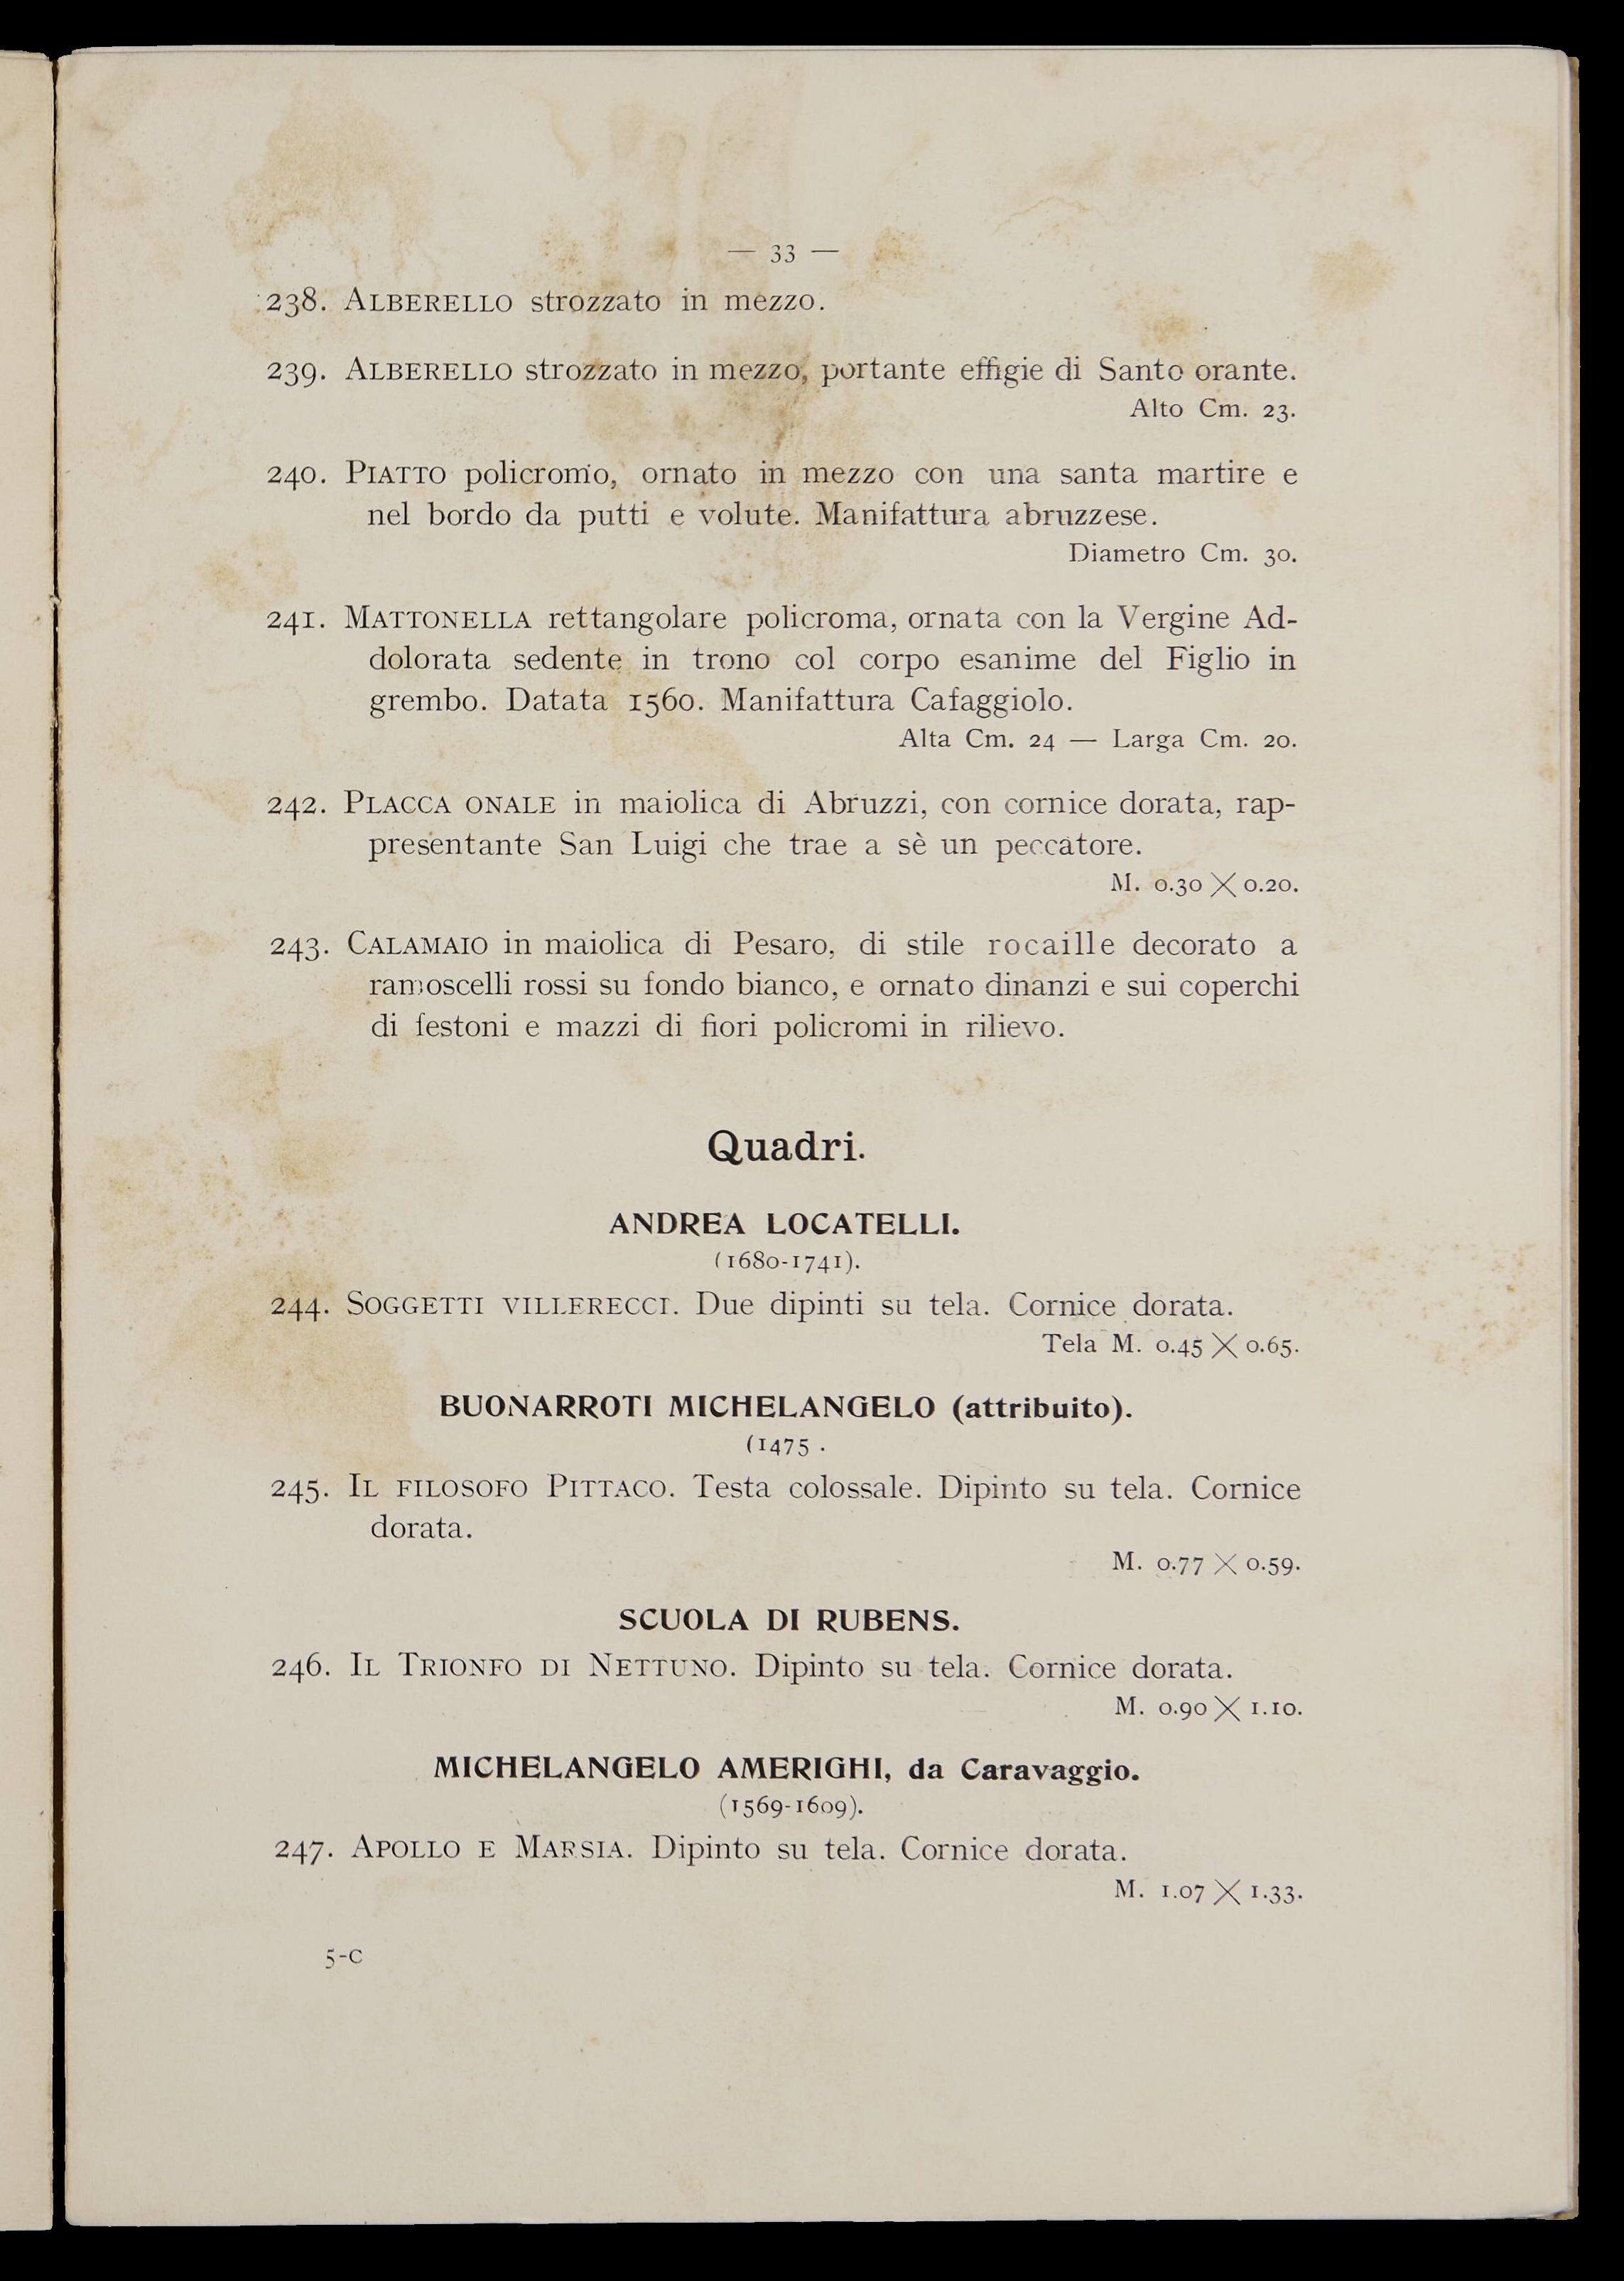 — 33 —
238. ALBERELLO strozzato in mezzo.
239. ALBERELLO strozzato in mezzo, portante effigie di Santo orante.
Alto Cm. 23.
240. PIATTO policromo, ornato in mezzo con una santa martire e
nel bordo da putti e volute. Manifattura abruzzese.
Diametro Cm. 30.
241. MATTONELLA rettangolare policroma, ornata con la Vergine Ad-
dolorata sedente in trono col corpo esanime del Figlio in
grembo. Datata 1560. Manifattura Cafaggiolo.
Alta Cm. 24 — Larga Cm. 20.
242. PLACCA ONALE in maiolica di Abruzzi, con cornice dorata, rap-
presentante San Luigi che trae a sè un peccatore.
M. 0.30 × 0.20.
243. CALAMAIO in maiolica di Pesaro, di stile rocaille decorato a
ramoscelli rossi su fondo bianco, e ornato dinanzi e sui coperchi
di festoni e mazzi di fiori policromi in rilievo.
Quadri.
ANDREA LOCATELLI.
(1680-1741).
244. SOGGETTI VILLERECCI. Due dipinti su tela. Cornice dorata.
Tela M. 0.45 × 0.65.
BUONARROTI MICHELANGELO (attribuito).
(1475 .
245. IL FILOSOFO PITTACO. Testa colossale. Dipinto su tela. Cornice
dorata.
M. 0.77 × 0.59.
SCUOLA DI RUBENS.
246. IL TRIONFO DI NETTUNO. Dipinto su tela. Cornice dorata.
M. 0.90 × 1.10.
MICHELANGELO AMERIGHI, da Caravaggio.
(1569-1609).
247. APOLLO E MARSIA. Dipinto su tela. Cornice dorata.
M. 1.07 × 1.33.
5-C